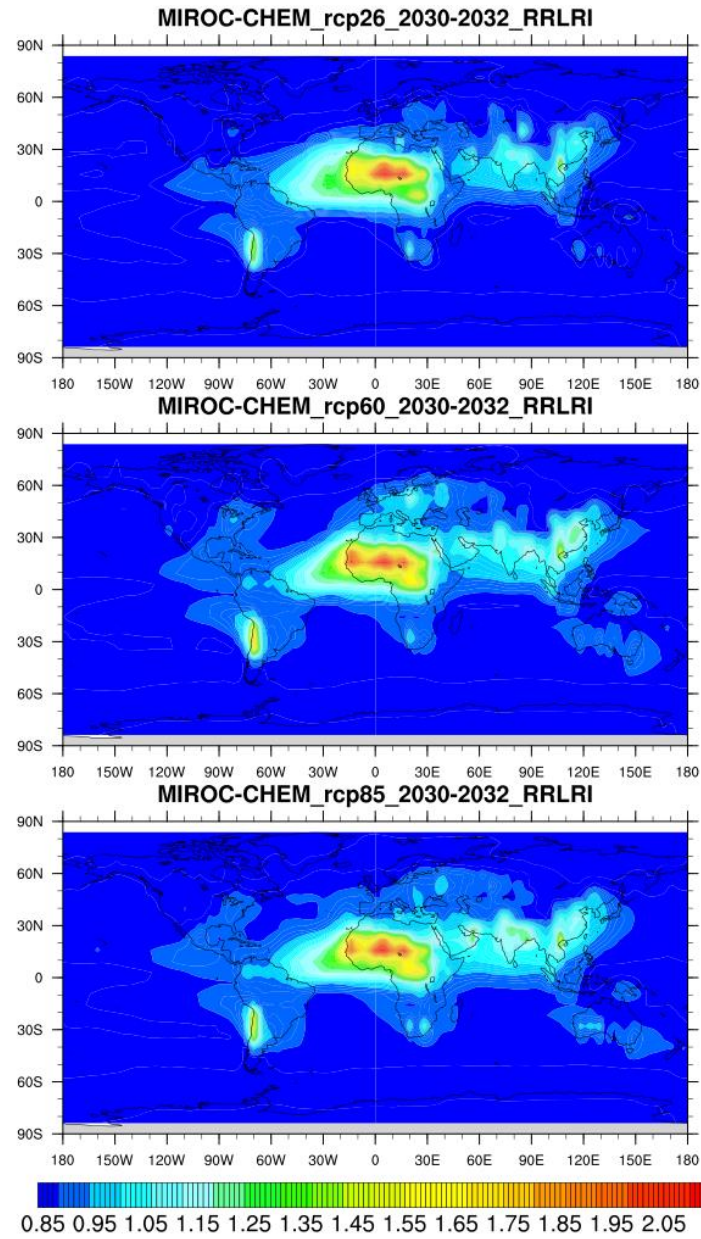 MIROC-CHEM_rcp26_2030-2032_RRLRI
90N
60N
30N
0
30S
60S
90S
180 150W 120W 90W 60W 30W 0 30E 60E 90E 120E 150E 180
MIROC-CHEM_rcp60_2030-2032_RRLRI
90N
60N
30N
0
30S
60S
90S
180 150W 120W 90W 60W 30W 0 30E 60E 90E 120E 150E 180
MIROC-CHEM_rcp85_2030-2032_RRLRI
90N
60N
30N
0
30S
60S
90S
180 150W 120W 90W 60W 30W 0 30E 60E 90E 120E 150E 180
0.85 0.95 1.05 1.15 1.25 1.35 1.45 1.55 1.65 1.75 1.85 1.95 2.05